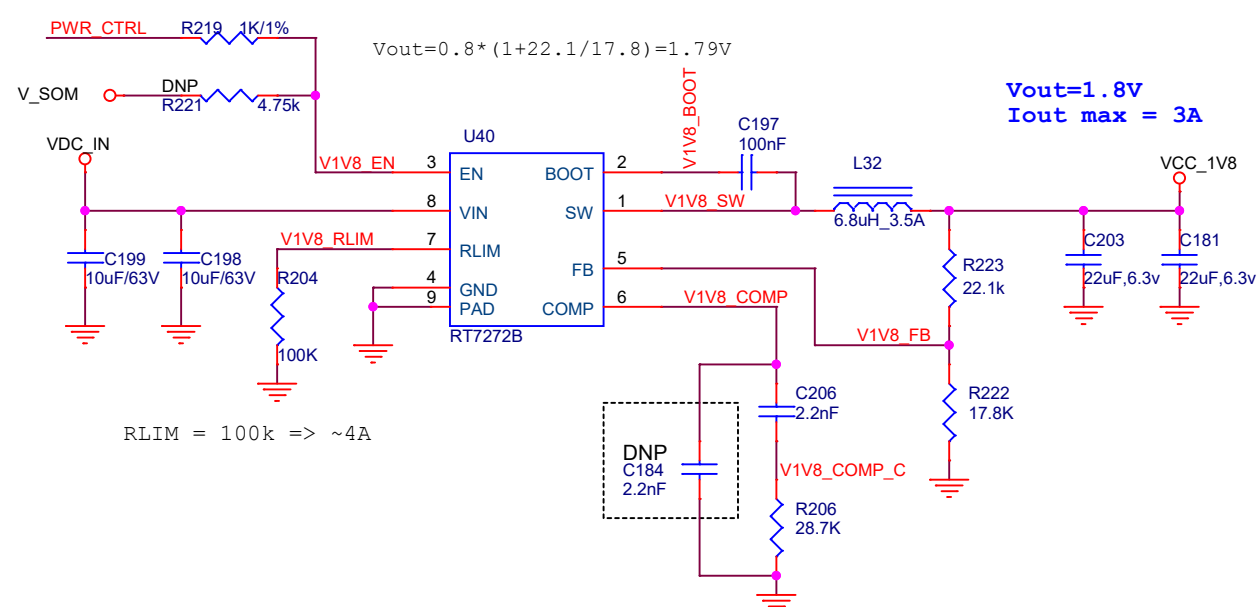 PWR_CTRL
R219 1K/1%
Vout=0.8*(1+22.1/17.8)=1.79V
V_SOM
DNP
R221
4.75k
VDC_IN
V1V8_EN
U40
3
EN
8
VIN
7
RLIM
4
GND
9
PAD
BOOT
2
SW
1
FB
5
COMP
6
RT7272B
V1V8_BOOT
C197
100nF
V1V8_SW
L32
6.8uH_3.5A
Vout=1.8V
Iout max = 3A
VCC_1V8
C199
10uF/63V
C198
10uF/63V
V1V8_RLIM
R204
100K
RLIM = 100k => ~4A
V1V8_COMP
V1V8_FB
R223
22.1k
C203
22uF,6.3v
C181
22uF,6.3v
R222
17.8K
C206
2.2nF
DNP
C184
2.2nF
V1V8_COMP_C
R206
28.7K